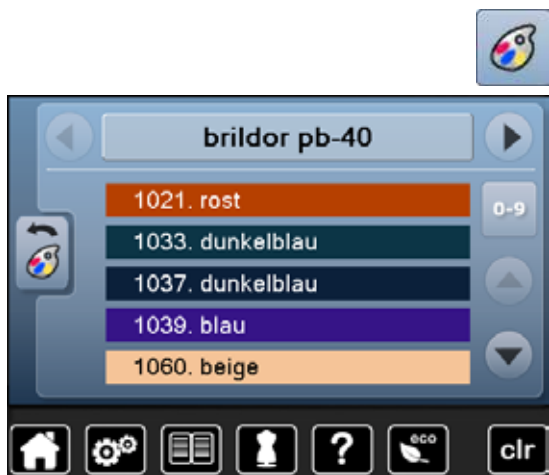 brildor pb-40
1021. rost
0-9
1033. dunkelblau
1037. dunkelblau
1039. blau
1060. beige
?
eco
clr